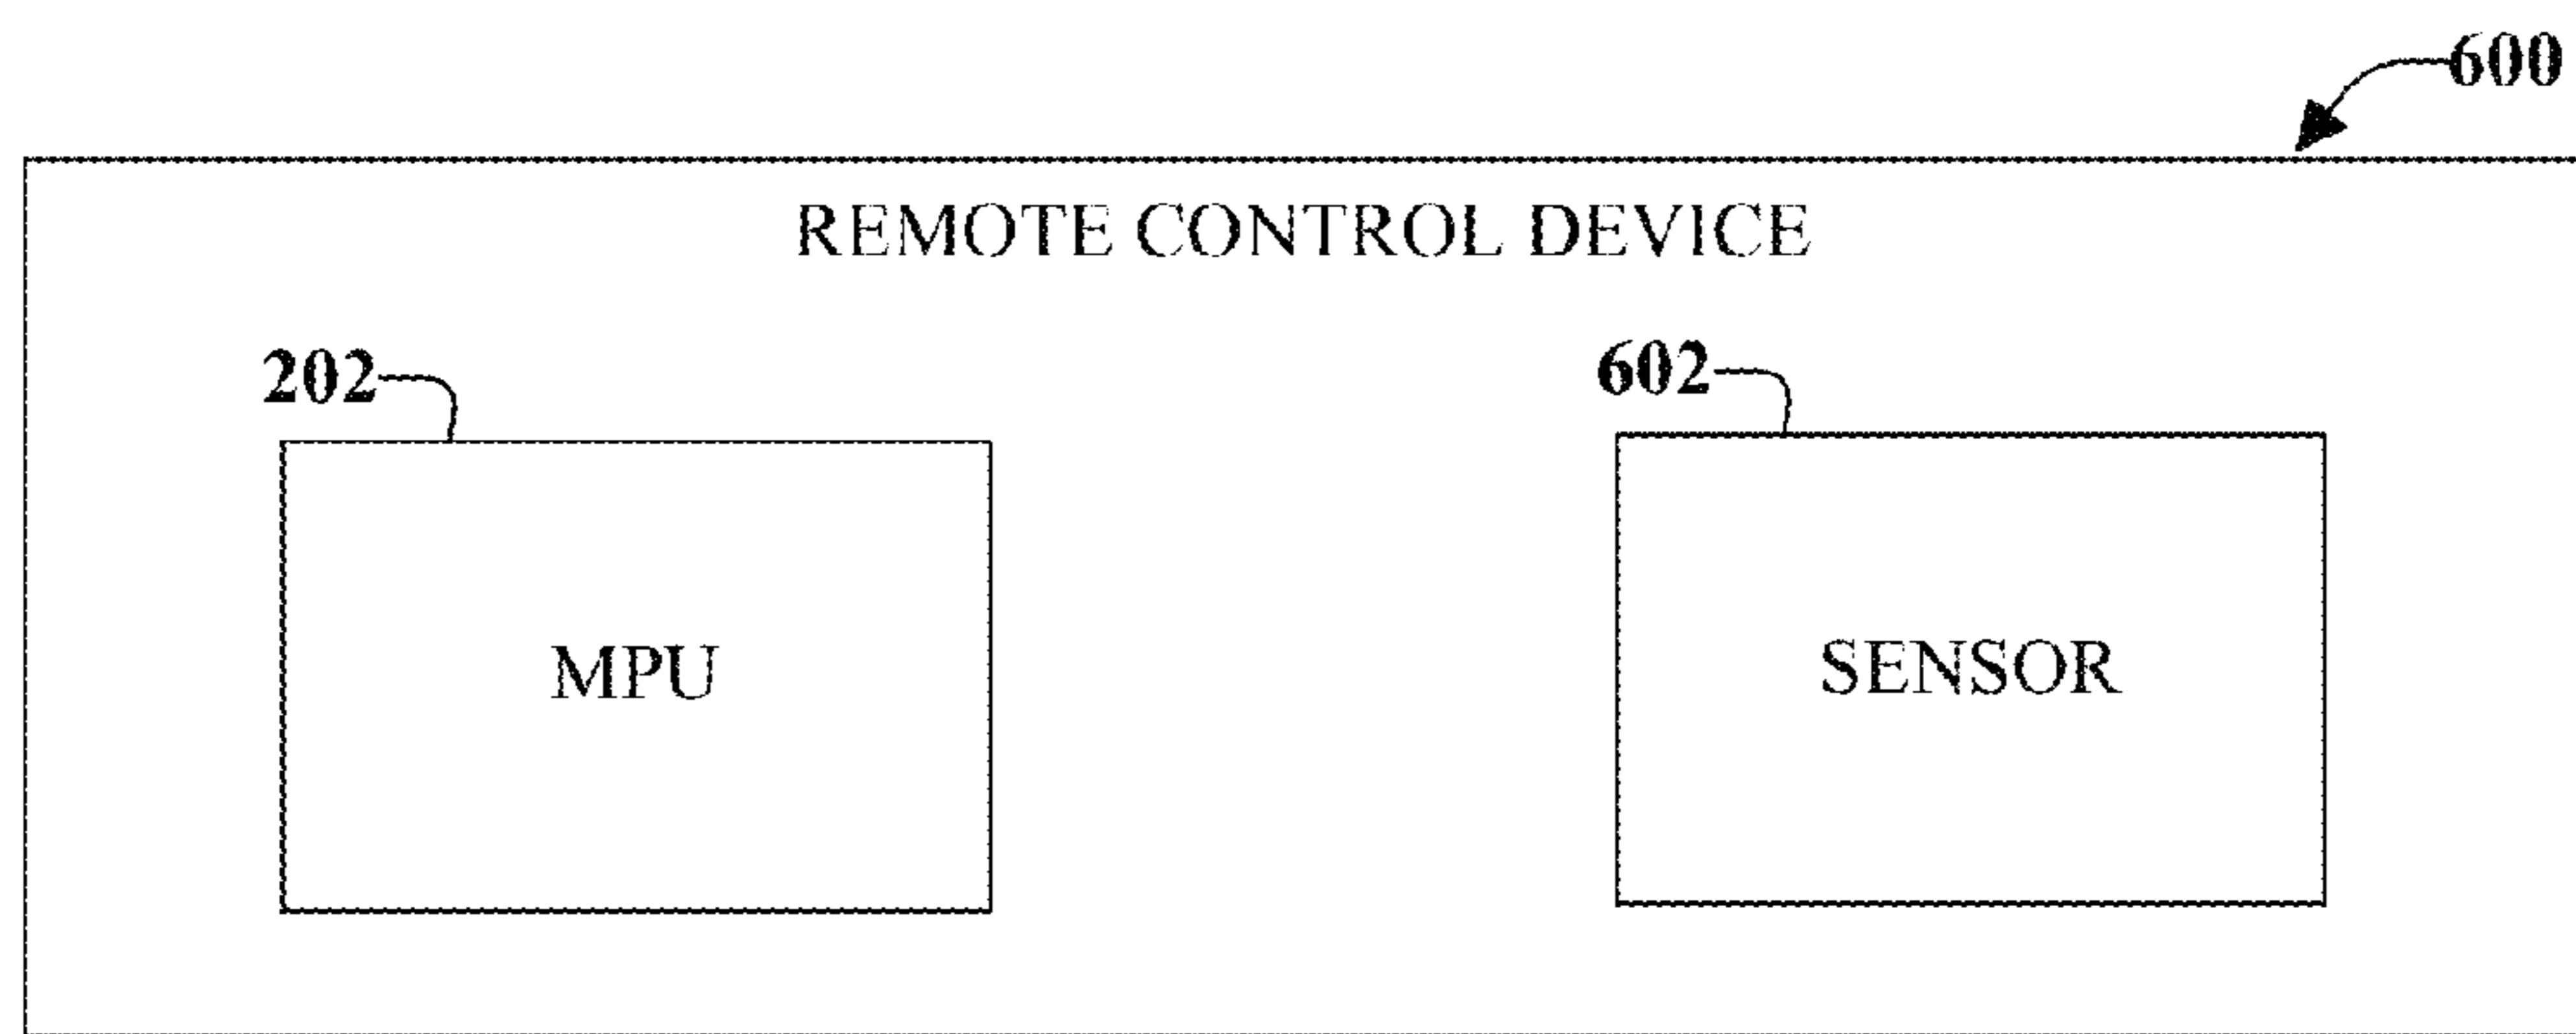 600
REMOTE CONTROL DEVICE
202
602
MPU
SENSOR